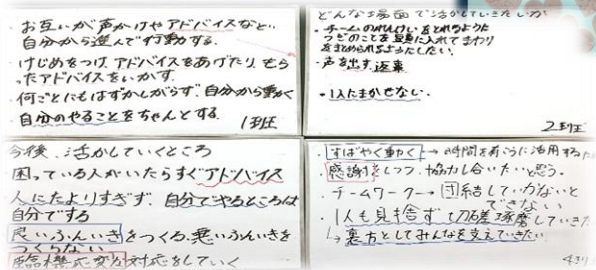 ・お互いが声かけやアドバイスなど、
自分から進んで行動する。
・けじめをつけ、アドバイスをあげたり、もら
ったアドバイスをいかす。
・何ごとにもはずかしがらず、自分から動く
・自分のやることをちゃんとする。
1班
どんな場面で活かしていきたいか
・チームのれんけいをとれるように
つぎのことを に入れてまわり
をまとめられるようにしたい。
・声を出す、返事
・1人にまかせない。
2班
今後、活かしていくところ
困っている人がいたらすぐアドバイス
人にたよりすぎず、自分でやるところは
自分でする
良いふんいきをつくる、悪いふんいきを
つくらない
臨機応変な対応をしていく
・すばやく動く→時間を有こうに活用する
感謝をしつつ、協力し合いたいと思う。
・チームワーク→団結していかないと
できない
・1人も見捨ず切磋琢磨していきた
→裏方としてみんなを支えていきたい
4班